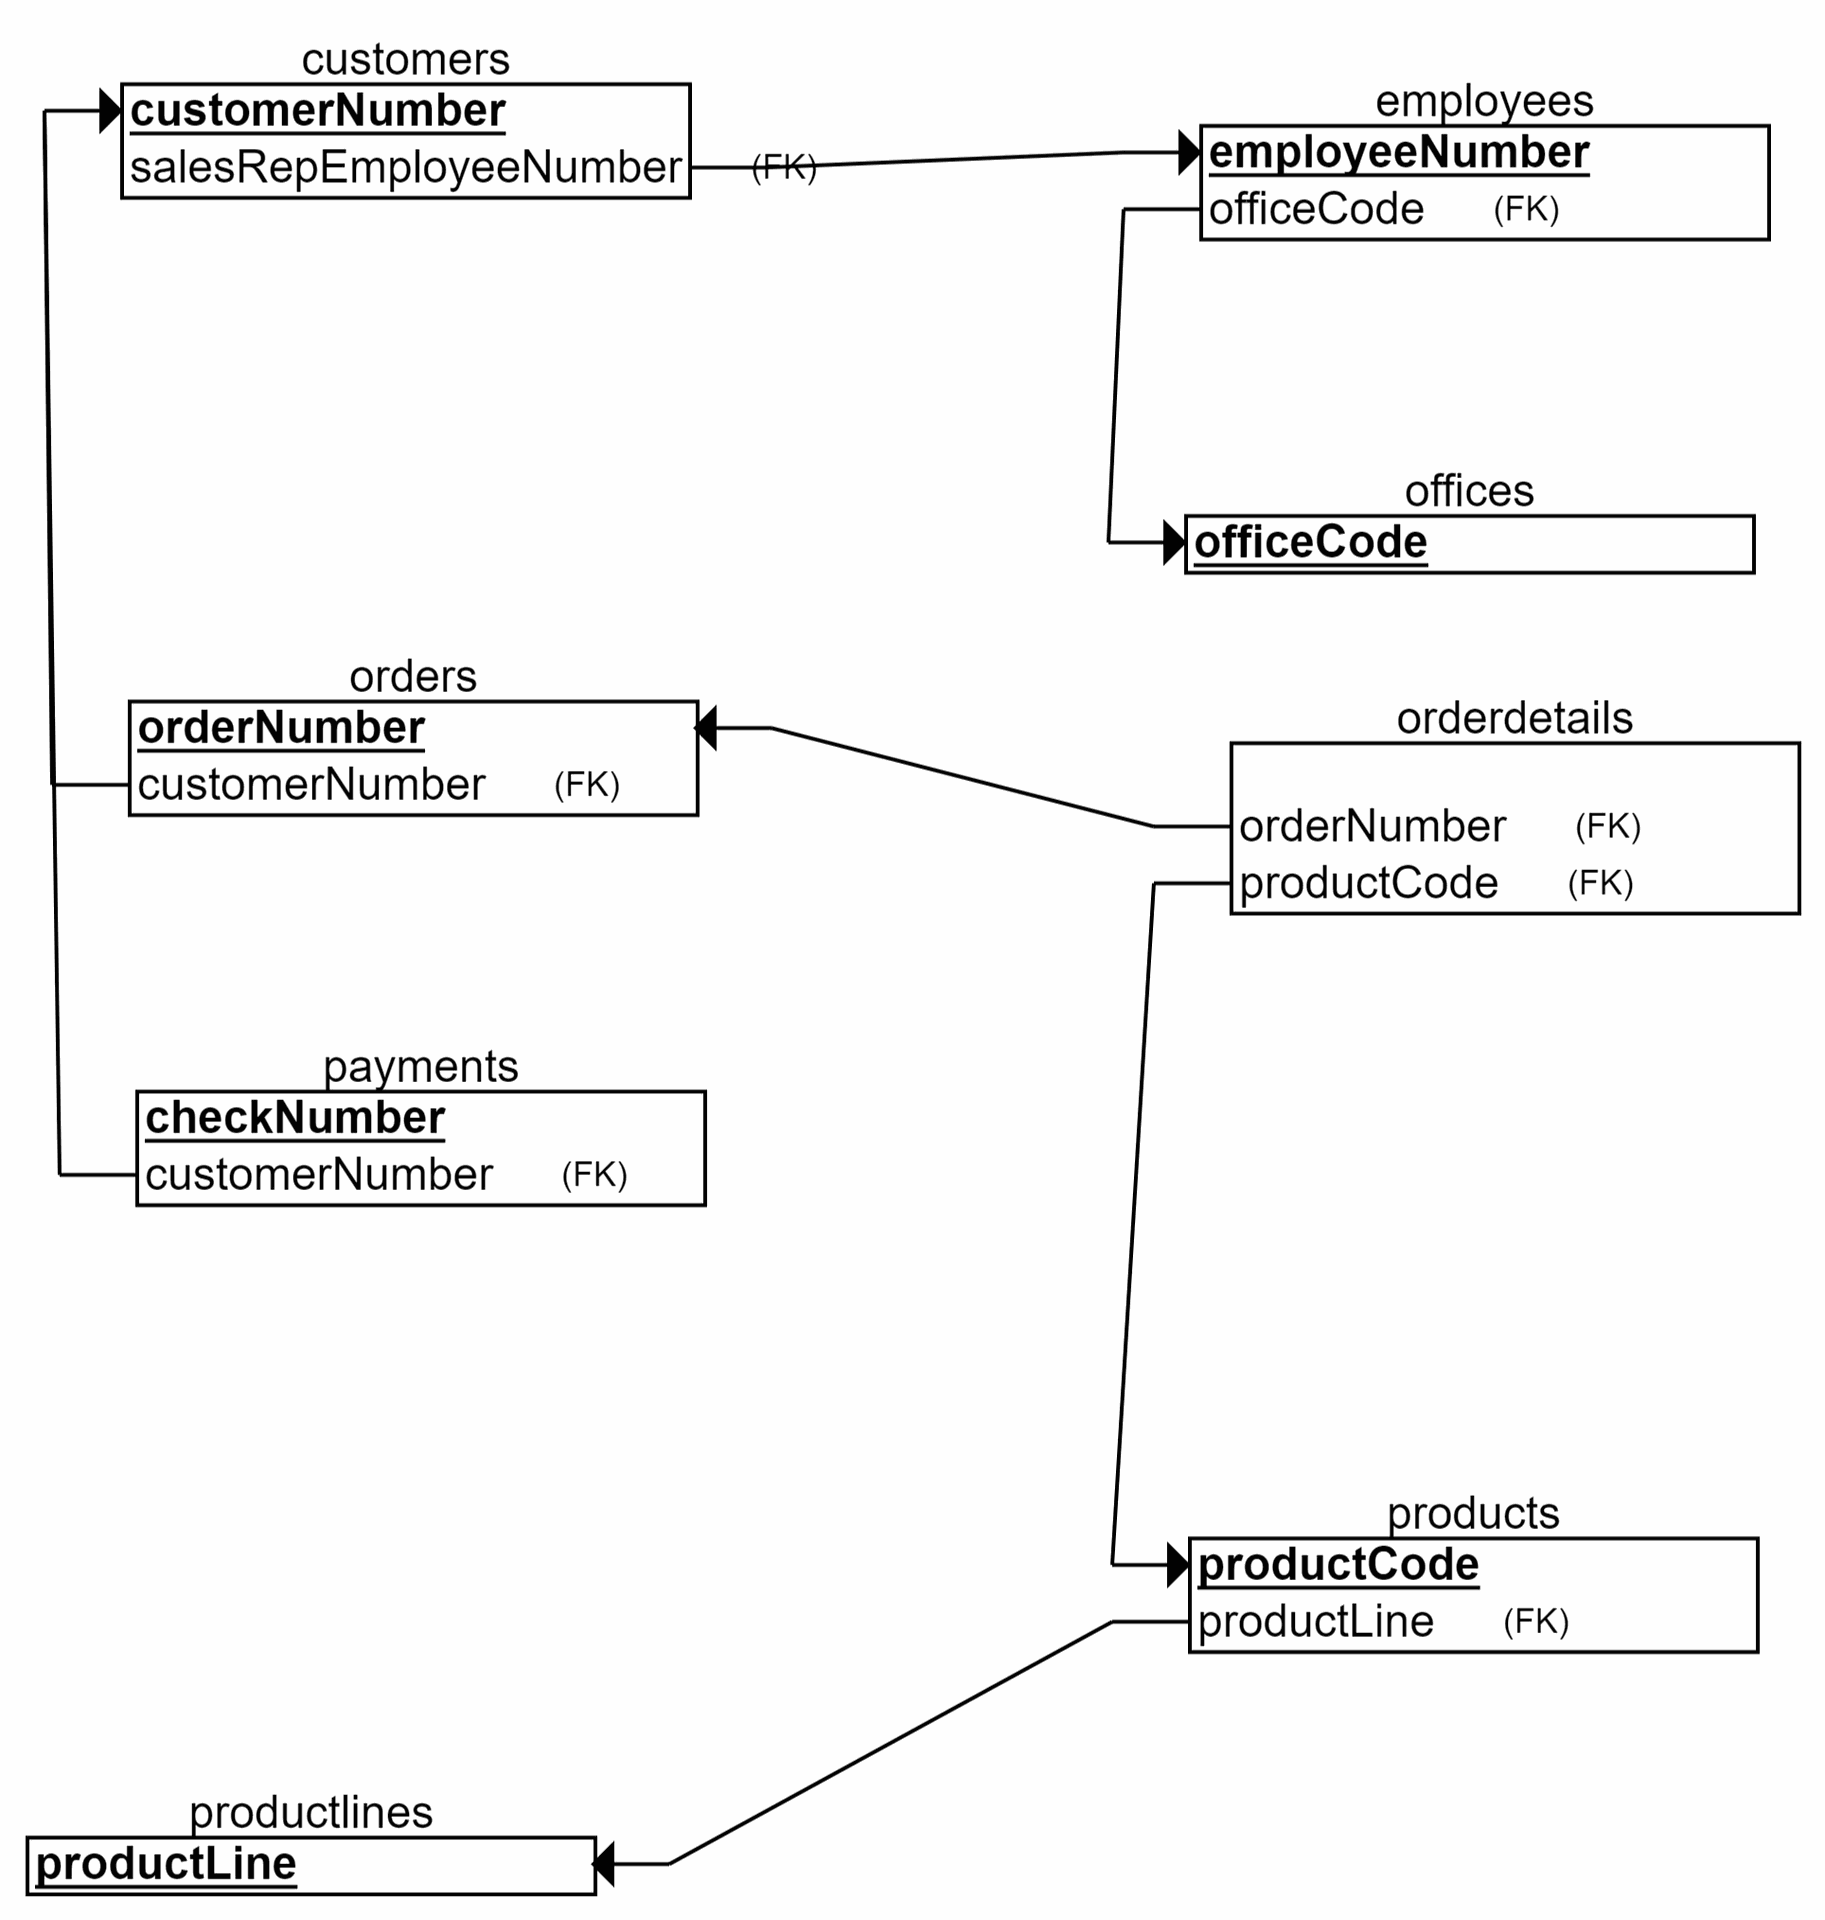 customers
customerNumber
salesRepEmployeeNumber (FK)
employees
employeeNumber
officeCode (FK)
offices
officeCode
orders
orderNumber
customerNumber (FK)
orderdetails
orderNumber (FK)
productCode (FK)
payments
checkNumber
customerNumber (FK)
products
productCode
productLine (FK)
productlines
productLine